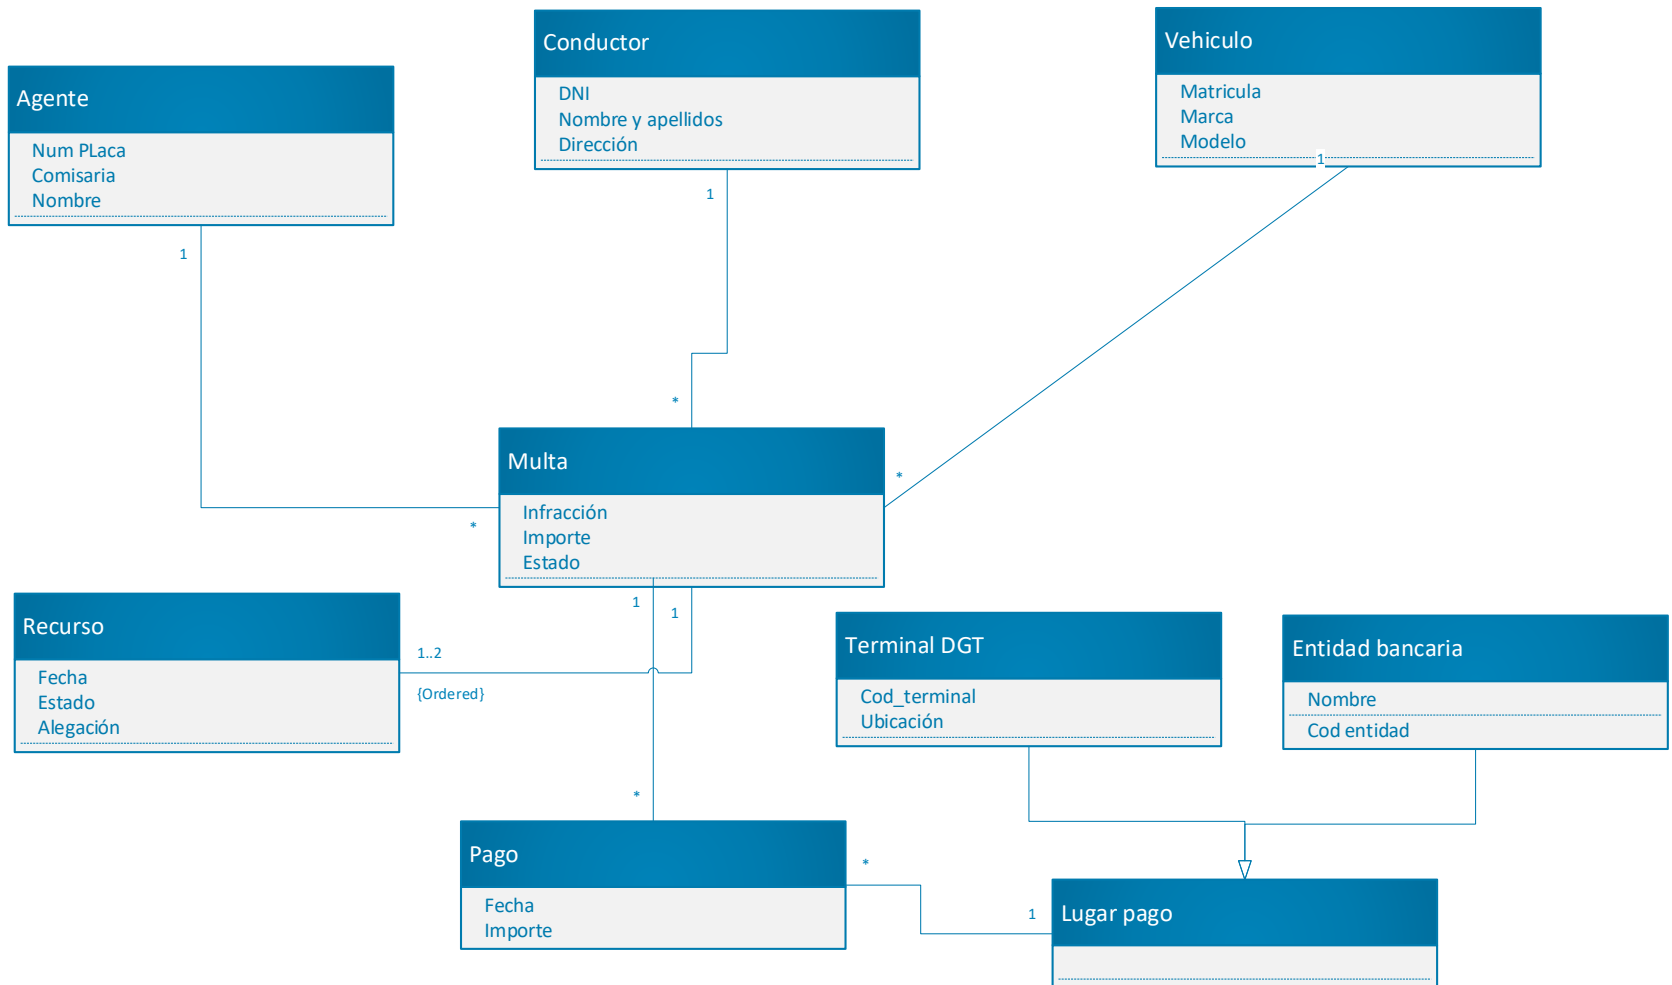 Agente
Num PLaca
Comisaria
Nombre
1
*
Conductor
DNI
Nombre y apellidos
Dirección
1
*
Vehiculo
Matricula
Marca
Modelo
1
*
Multa
Infracción
Importe
Estado
1
1
Recurso
Fecha
Estado
Alegación
1..2
{Ordered}
*
Terminal DGT
Cod_terminal
Ubicación
Entidad bancaria
Nombre
Cod entidad
Pago
Fecha
Importe
*
1
Lugar pago